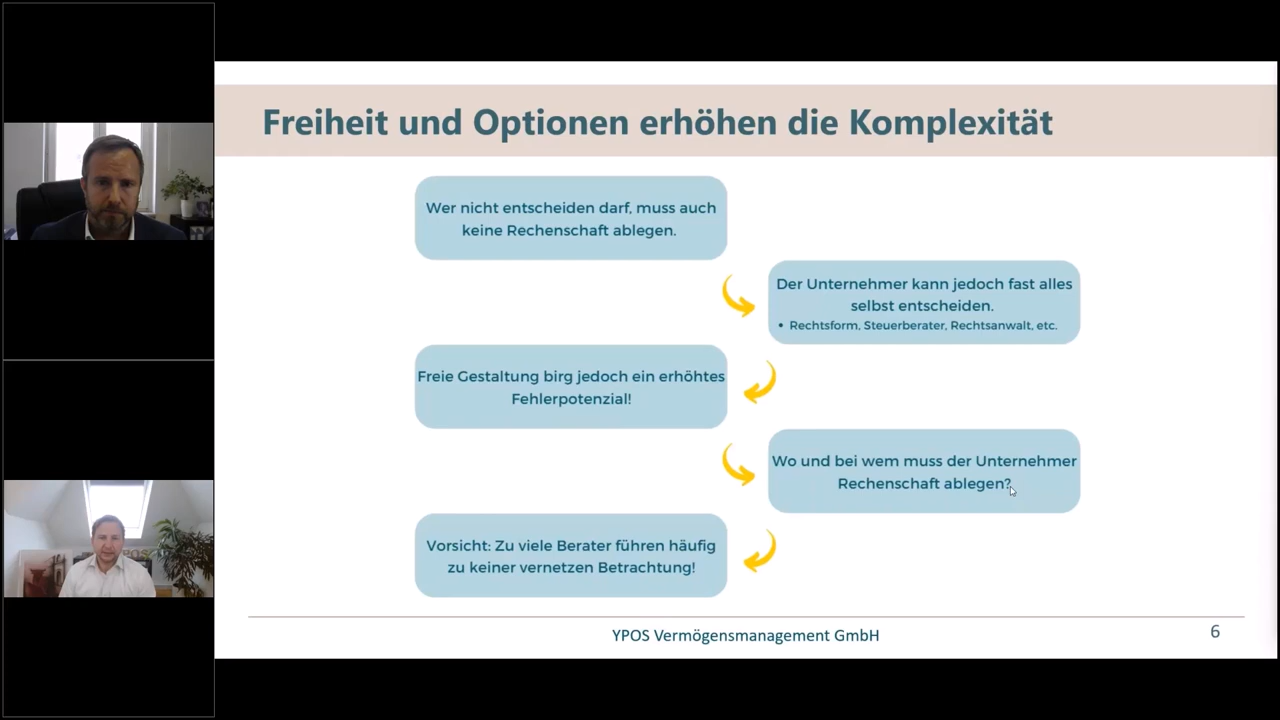 Freiheit und Optionen erhöhen die Komplexität
Wer nicht entscheiden darf, muss auch
keine Rechenschaft ablegen.
Der Unternehmer kann jedoch fast alles
selbst entscheiden.
• Rechtsform, Steuerberater, Rechtsanwalt, etc.
Freie Gestaltung birg jedoch ein erhöhtes
Fehlerpotenzial!
Wo und bei wem muss der Unternehmer
Rechenschaft ablegen?
Vorsicht: Zu viele Berater führen häufig
zu keiner vernetzen Betrachtung!
YPOS Vermögensmanagement GmbH
6